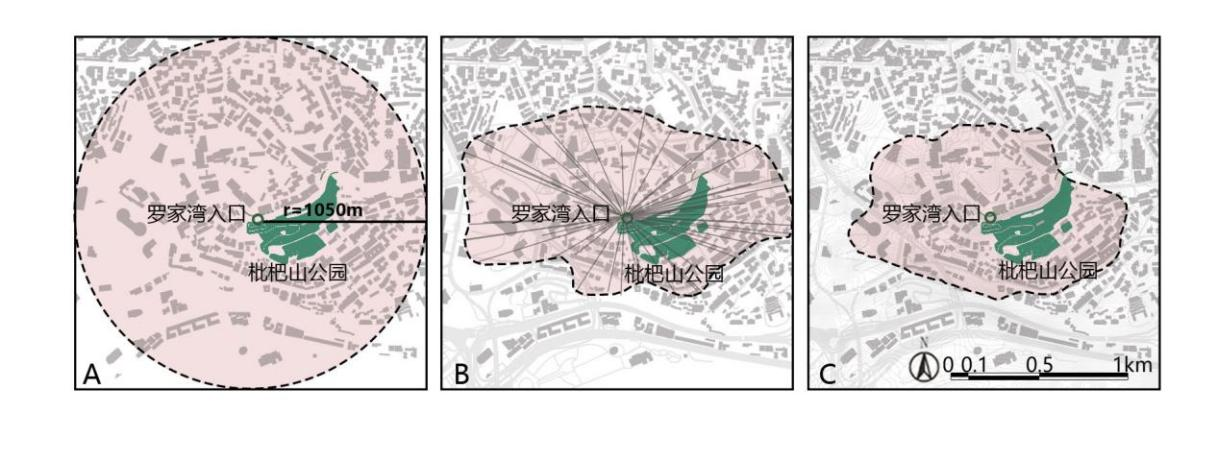 罗家湾入口
r=1050m
枇杷山公园
A
罗家湾入口
枇杷山公园
B
罗家湾入口
枇杷山公园
C
N
0 0.1 0.5 1km